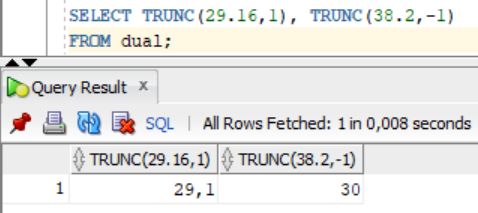 SELECT TRUNC(29.16,1), TRUNC(38.2,-1)
FROM dual;
Query Result x
SQL | All Rows Fetched: 1 in 0,008 seconds
TRUNC(29.16,1) TRUNC(38.2,-1)
1 29,1 30